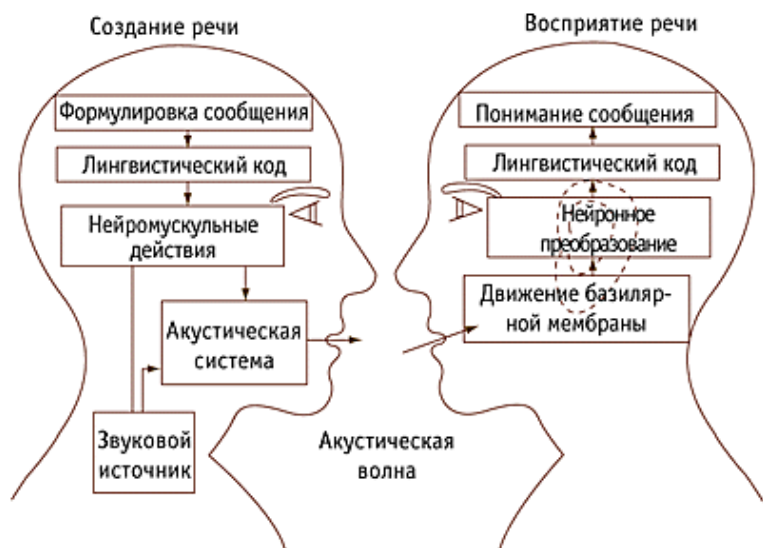 Создание речи
Формулировка сообщения
Лингвистический код
Нейромускульные
действия
Акустическая
система
Звуковой
источник
Акустическая
волна
Восприятие речи
Понимание сообщения
Лингвистический код
Нейронное
преобразование
Движение базиляр-
ной мембраны